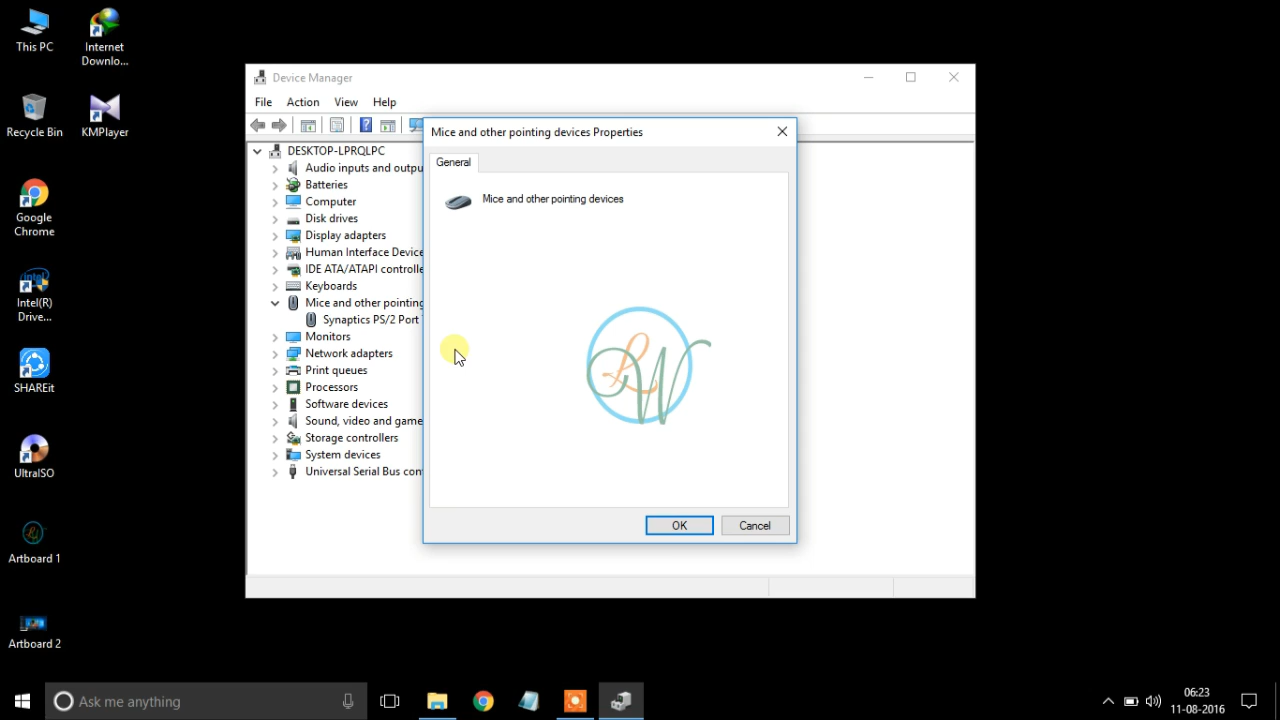 This PC
Internet
Downlo...
Recycle Bin
KMPlayer
Google
Chrome
Intel(R)
Drive...
SHAREit
UltraISO
Artboard 1
Artboard 2
Device Manager
File Action View Help
DESKTOP-LPRQLPC
Audio inputs and outpu
Batteries
Computer
Disk drives
Display adapters
Human Interface Device
IDE ATA/ATAPI controlle
Keyboards
Mice and other pointing
Synaptics PS/2 Port
Monitors
Network adapters
Print queues
Processors
Software devices
Sound, video and game
Storage controllers
System devices
Universal Serial Bus con
Mice and other pointing devices Properties
General
Mice and other pointing devices
LW
OK Cancel
Ask me anything
06:23
11-08-2016